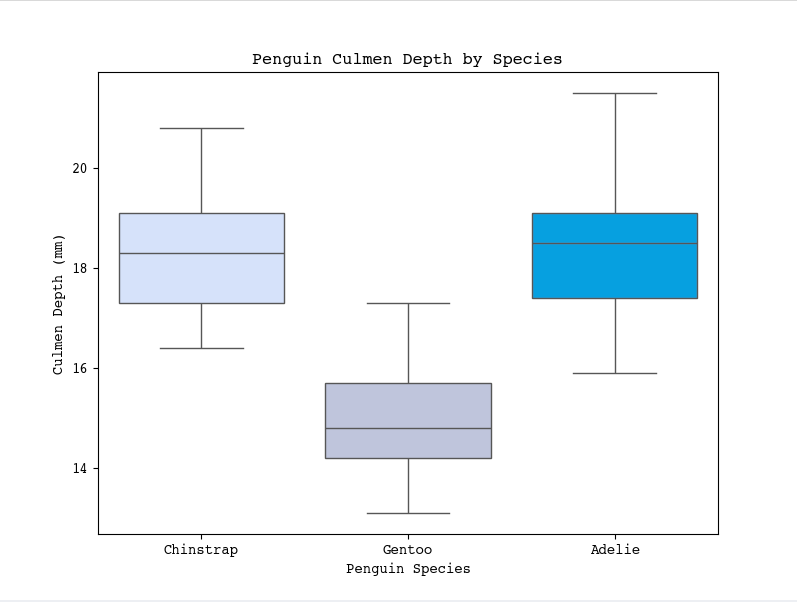 Penguin Culmen Depth by Species
20
18
16
14
Culmen Depth (mm)
Chinstrap Gentoo Adelie
Penguin Species